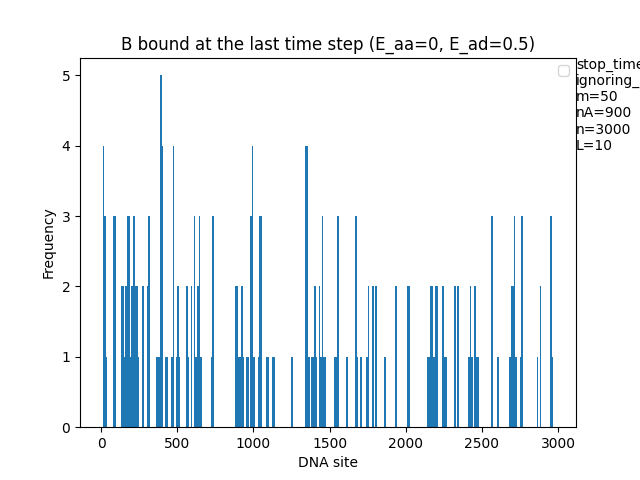 B bound at the last time step (E_aa=0, E_ad=0.5)
stop_time
ignoring_
m=50
nA=900
n=3000
L=10
Frequency
5
4
3
2
1
0
0 500 1000 1500 2000 2500 3000
DNA site